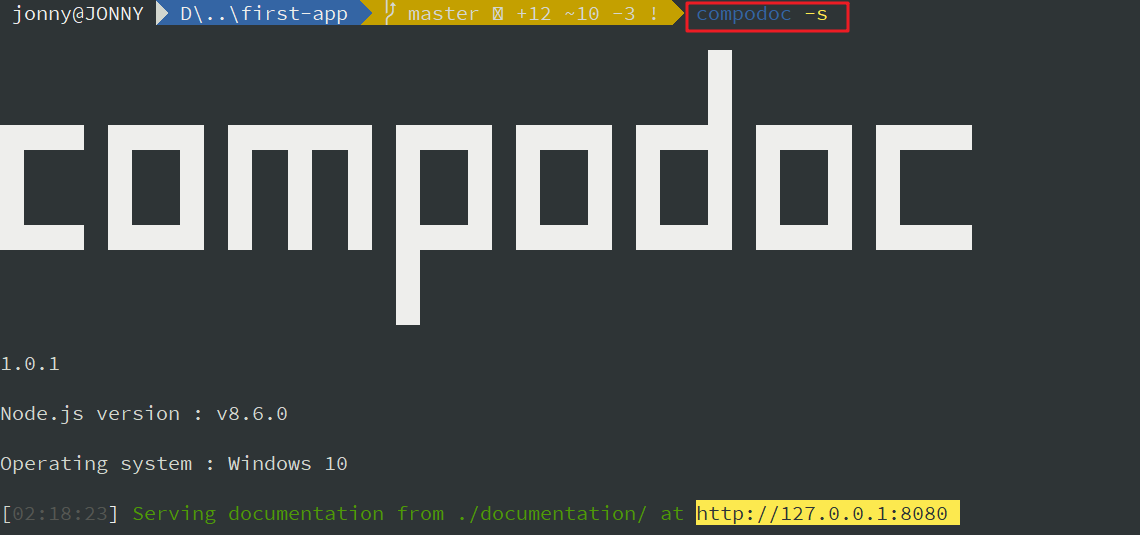 jonny@JONNY D\..\first-app master +12 ~10 -3 ! compodoc -s
compodoc
1.0.1
Node.js version : v8.6.0
Operating system : Windows 10
[02:18:23] Serving documentation from ./documentation/ at http://127.0.0.1:8080